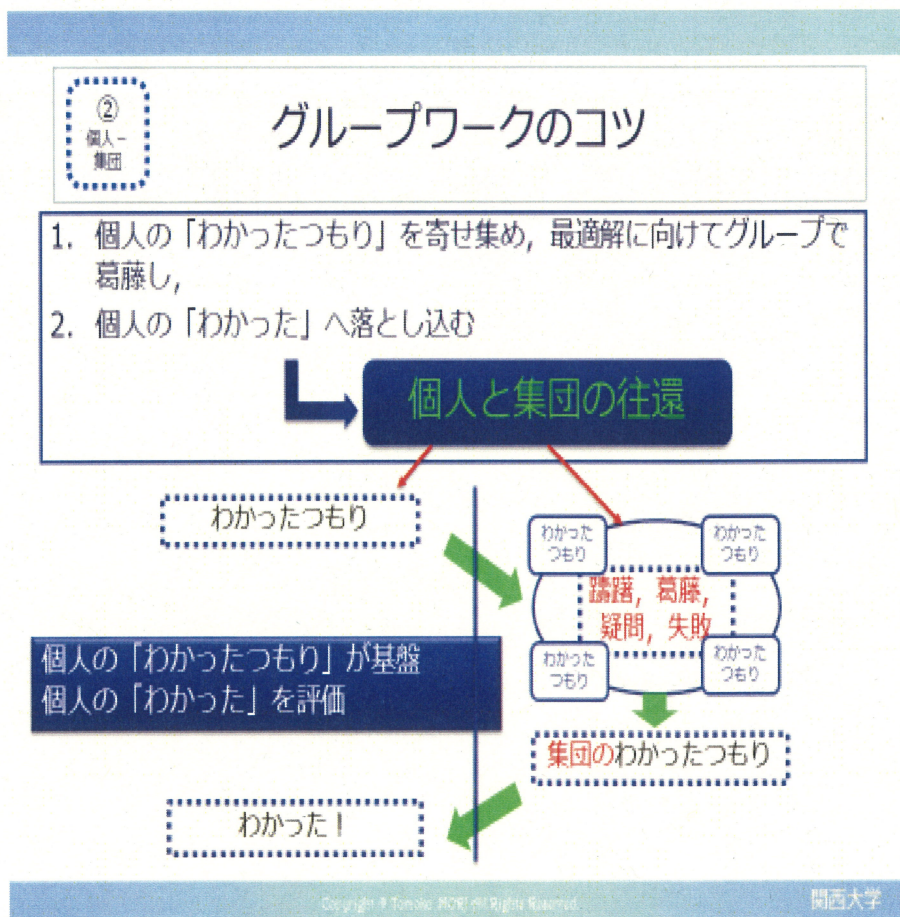 ②
個人－
集団
グループワークのコツ
1. 個人の「わかったつもり」を寄せ集め，最適解に向けてグループで
葛藤し，
2. 個人の「わかった」へ落とし込む
個人と集団の往還
わかったつもり
わかった
つもり
わかった
つもり
躊躇，葛藤，
疑問，失敗
わかった
つもり
わかった
つもり
個人の「わかったつもり」が基盤
個人の「わかった」を評価
集団のわかったつもり
わかった！
Copyright © Tomoko MORI All Rights Reserved.
関西大学